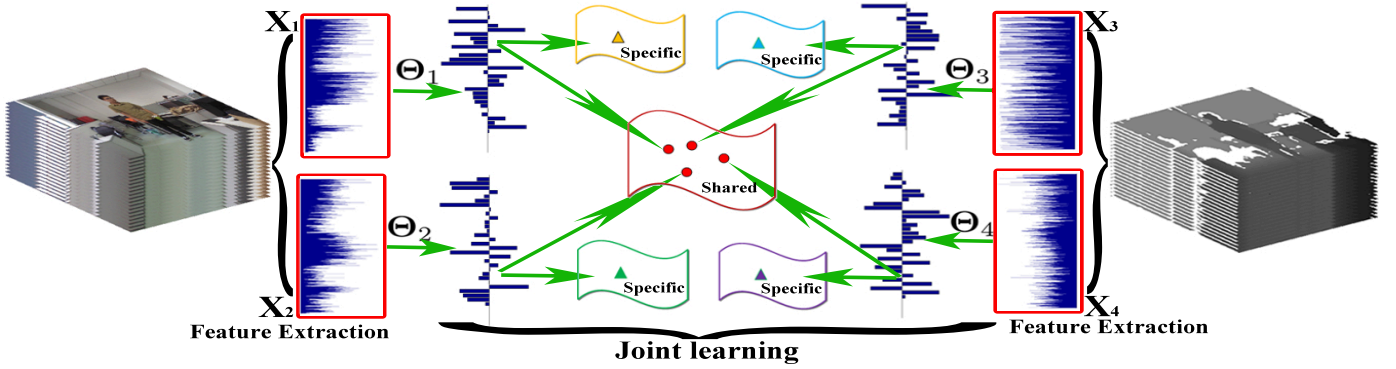 X₁
X₃
Θ₁
Specific
Specific
Θ₃
Shared
Θ₂
Θ₄
Specific
Specific
X₂
X₄
Feature Extraction
Feature Extraction
Joint learning